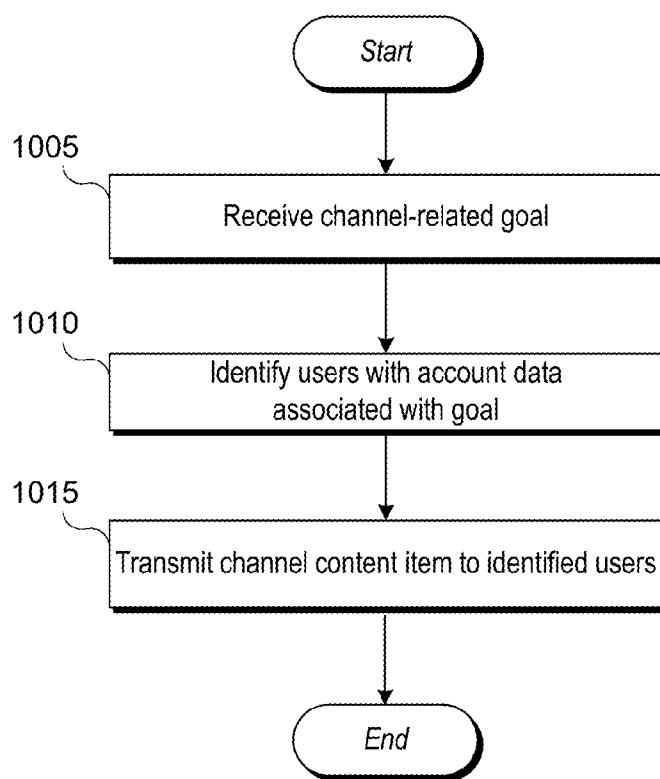 Start
1005
Receive channel-related goal
1010
Identify users with account data
associated with goal
1015
Transmit channel content item to identified users
End